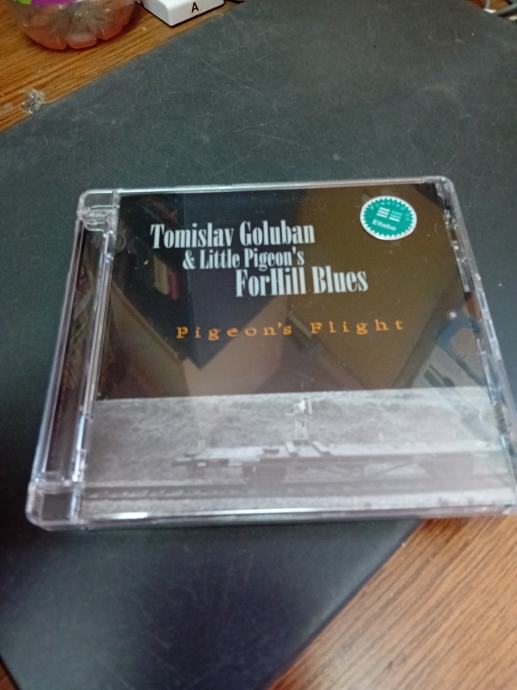 A
Tomislav Goluban
& Little Pigeon's
ForHill Blues
Pigeon's Flight